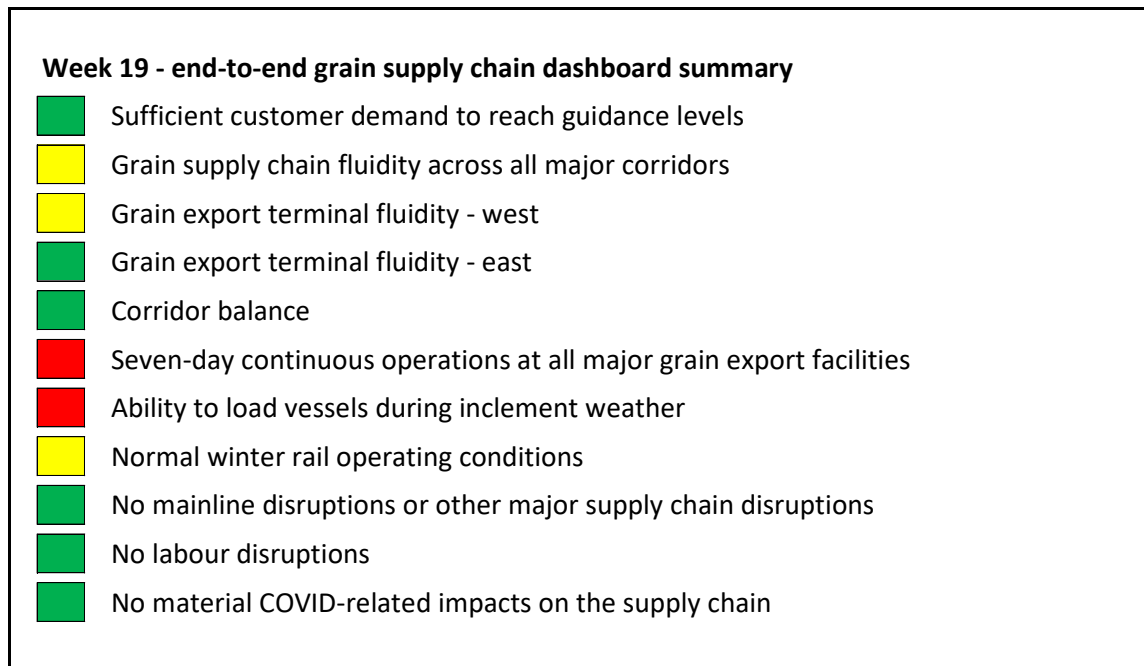 Week 19 - end-to-end grain supply chain dashboard summary
Sufficient customer demand to reach guidance levels
Grain supply chain fluidity across all major corridors
Grain export terminal fluidity - west
Grain export terminal fluidity - east
Corridor balance
Seven-day continuous operations at all major grain export facilities
Ability to load vessels during inclement weather
Normal winter rail operating conditions
No mainline disruptions or other major supply chain disruptions
No labour disruptions
No material COVID-related impacts on the supply chain